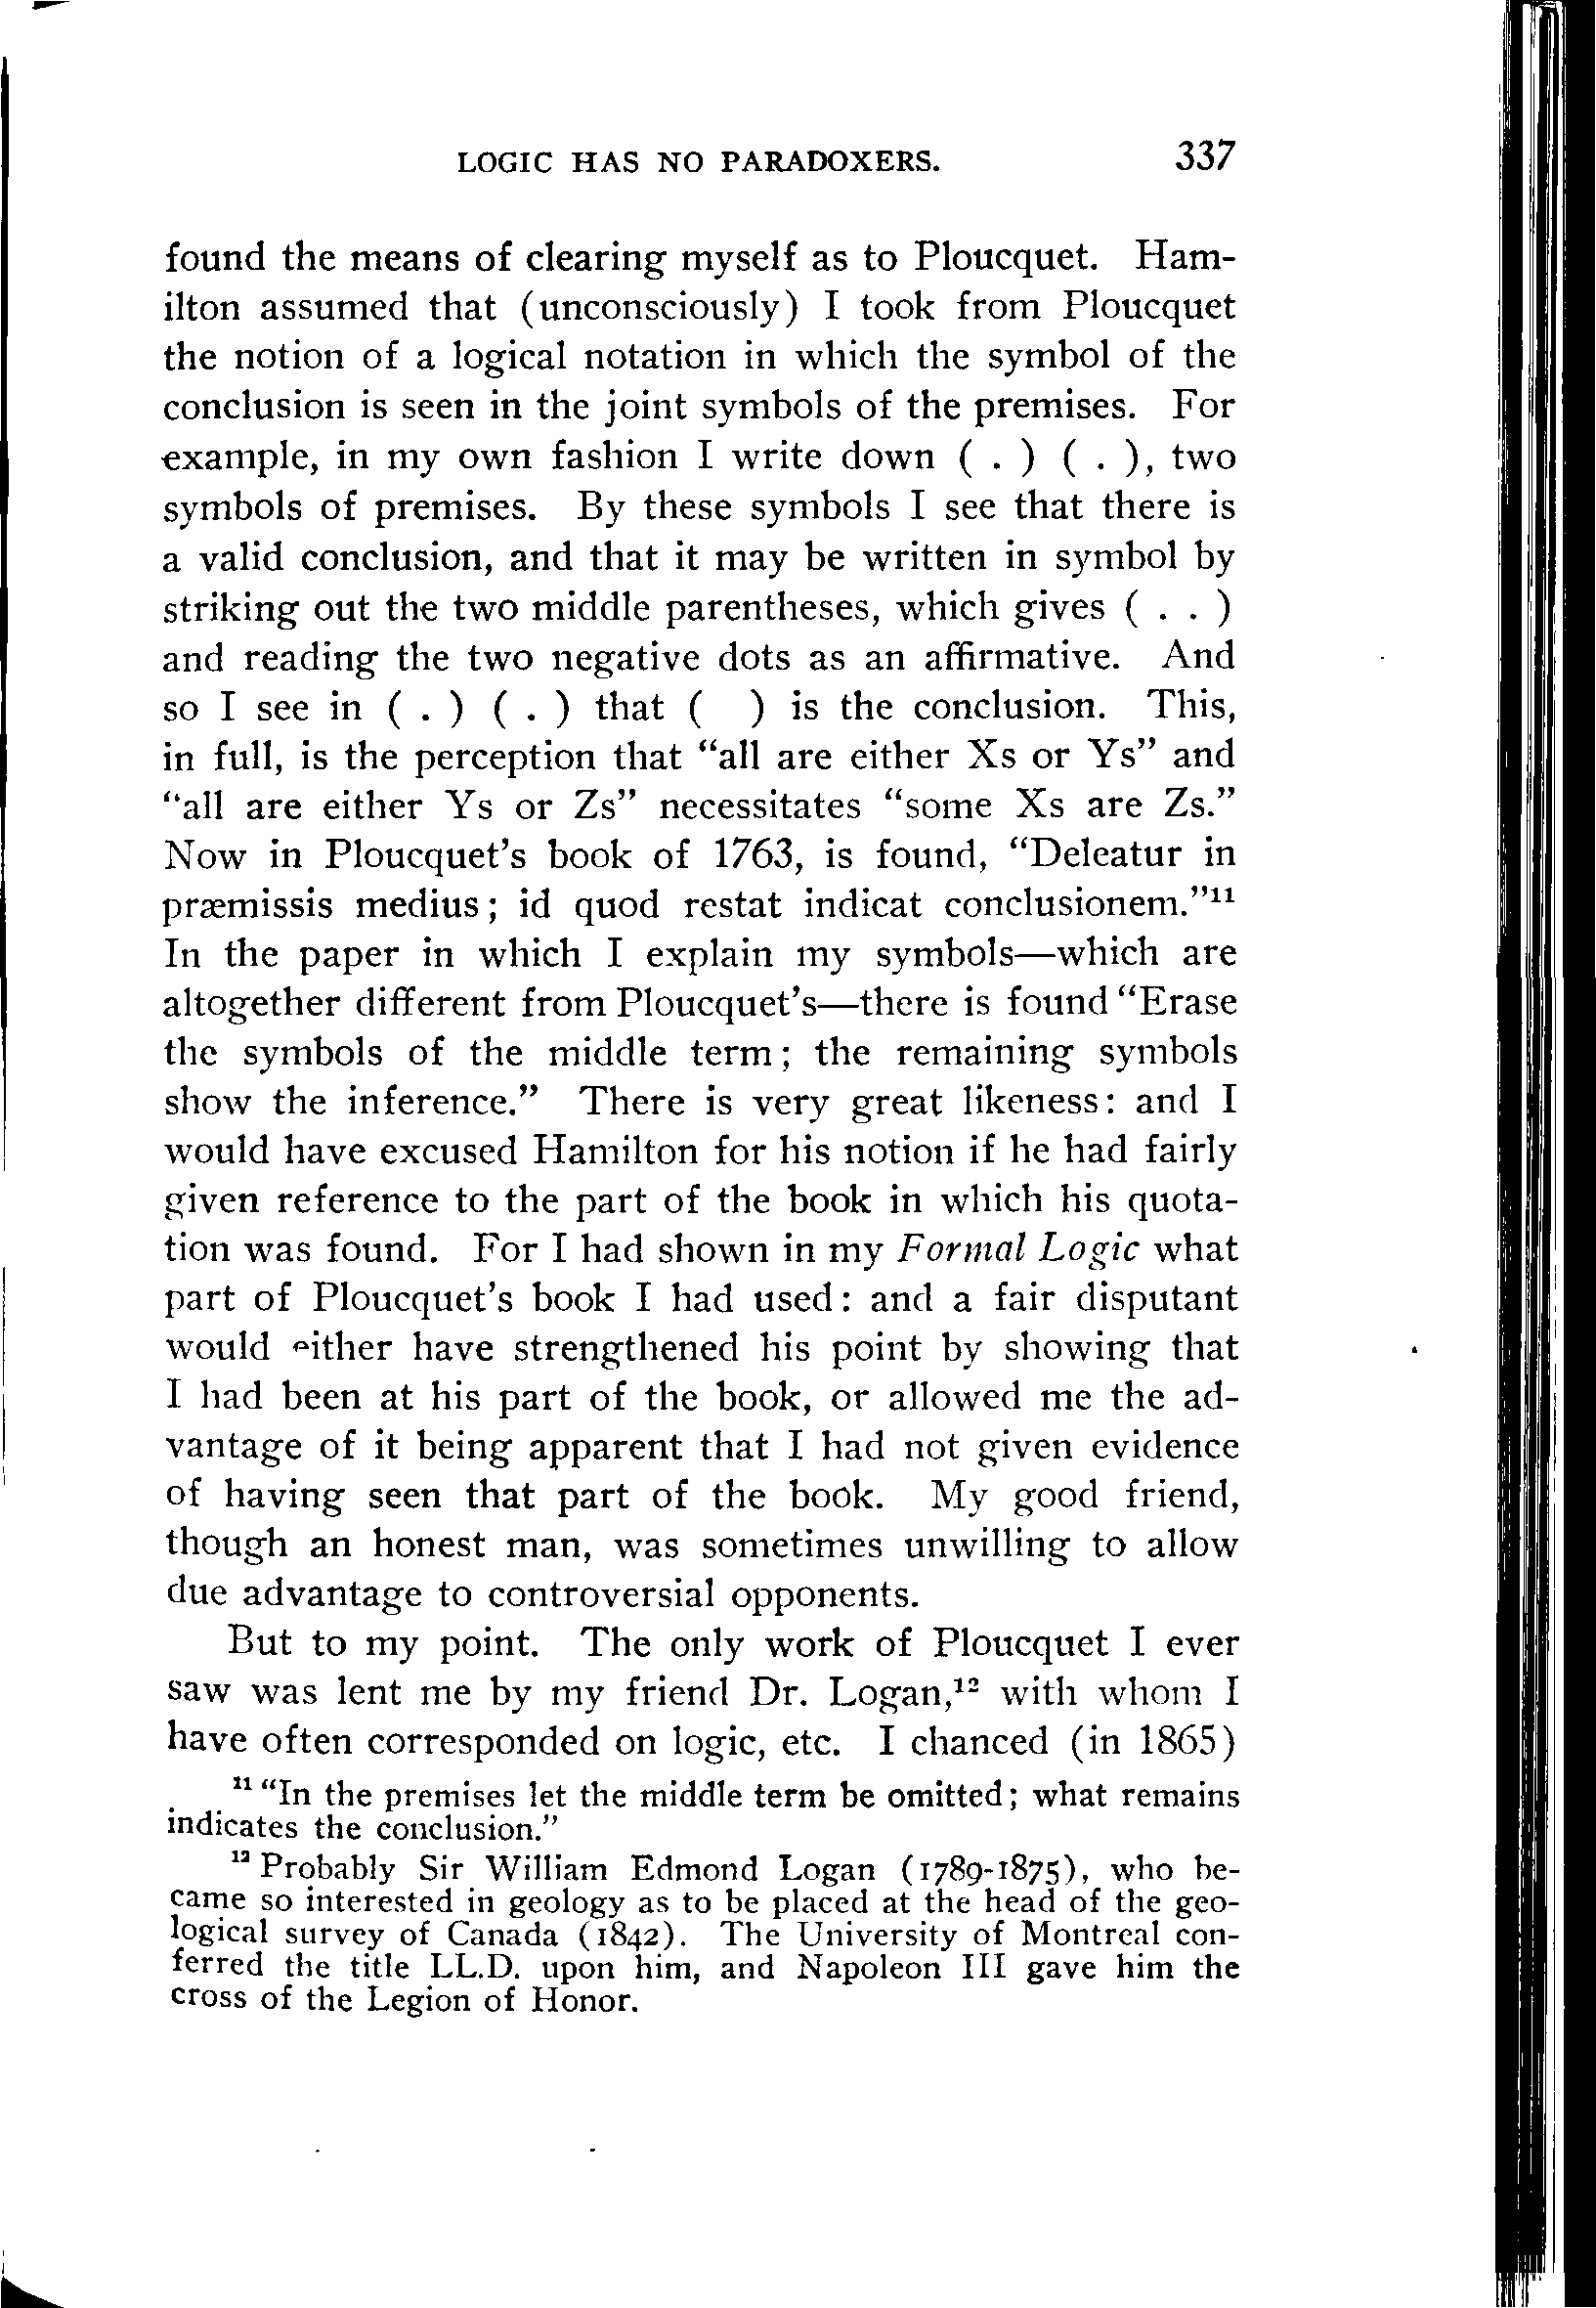 LOGIC HAS NO PARADOXERS. 337
found the means of clearing myself as to Ploucquet. Ham-
ilton assumed that (unconsciously) I took from Ploucquet
the notion of a logical notation in which the symbol of the
conclusion is seen in the joint symbols of the premises. For
example, in my own fashion I write down ( . ) ( . ), two
symbols of premises. By these symbols I see that there is
a valid conclusion, and that it may be written in symbol by
striking out the two middle parentheses, which gives ( . . )
and reading the two negative dots as an affirmative. And
so I see in ( . ) ( . ) that ( ) is the conclusion. This,
in full, is the perception that “all are either Xs or Ys” and
“all are either Ys or Zs” necessitates “some Xs are Zs.”
Now in Ploucquet's book of 1763, is found, “Deleatur in
præmissis medius; id quod restat indicat conclusionem.”¹¹
In the paper in which I explain my symbols—which are
altogether different from Ploucquet's—there is found “Erase
the symbols of the middle term; the remaining symbols
show the inference.” There is very great likeness: and I
would have excused Hamilton for his notion if he had fairly
given reference to the part of the book in which his quota-
tion was found. For I had shown in my Formal Logic what
part of Ploucquet's book I had used: and a fair disputant
would either have strengthened his point by showing that
I had been at his part of the book, or allowed me the ad-
vantage of it being apparent that I had not given evidence
of having seen that part of the book. My good friend,
though an honest man, was sometimes unwilling to allow
due advantage to controversial opponents.
But to my point. The only work of Ploucquet I ever
saw was lent me by my friend Dr. Logan,¹² with whom I
have often corresponded on logic, etc. I chanced (in 1865)
¹¹ “In the premises let the middle term be omitted; what remains
indicates the conclusion.”
¹² Probably Sir William Edmond Logan (1789-1875), who be-
came so interested in geology as to be placed at the head of the geo-
logical survey of Canada (1842). The University of Montreal con-
ferred the title LL.D. upon him, and Napoleon III gave him the
cross of the Legion of Honor.